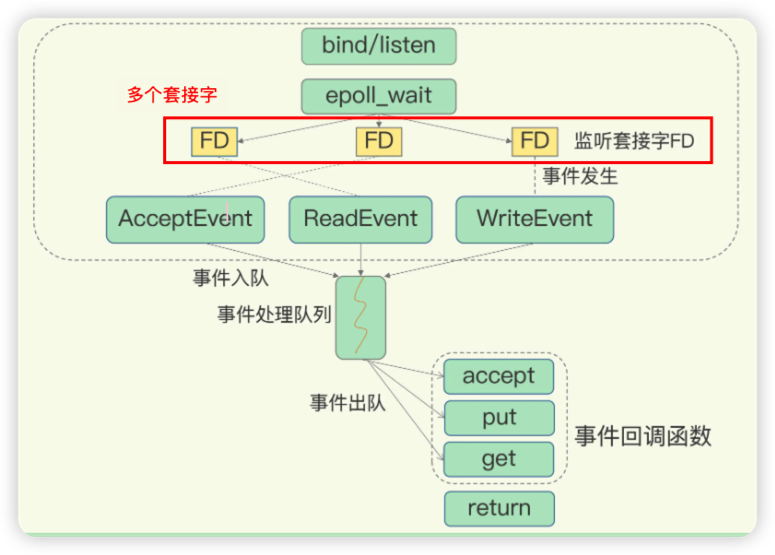 bind/listen
多个套接字
epoll_wait
FD
FD
FD
监听套接字FD
事件发生
AcceptEvent
ReadEvent
WriteEvent
事件入队
事件处理队列
事件出队
accept
put
get
事件回调函数
return